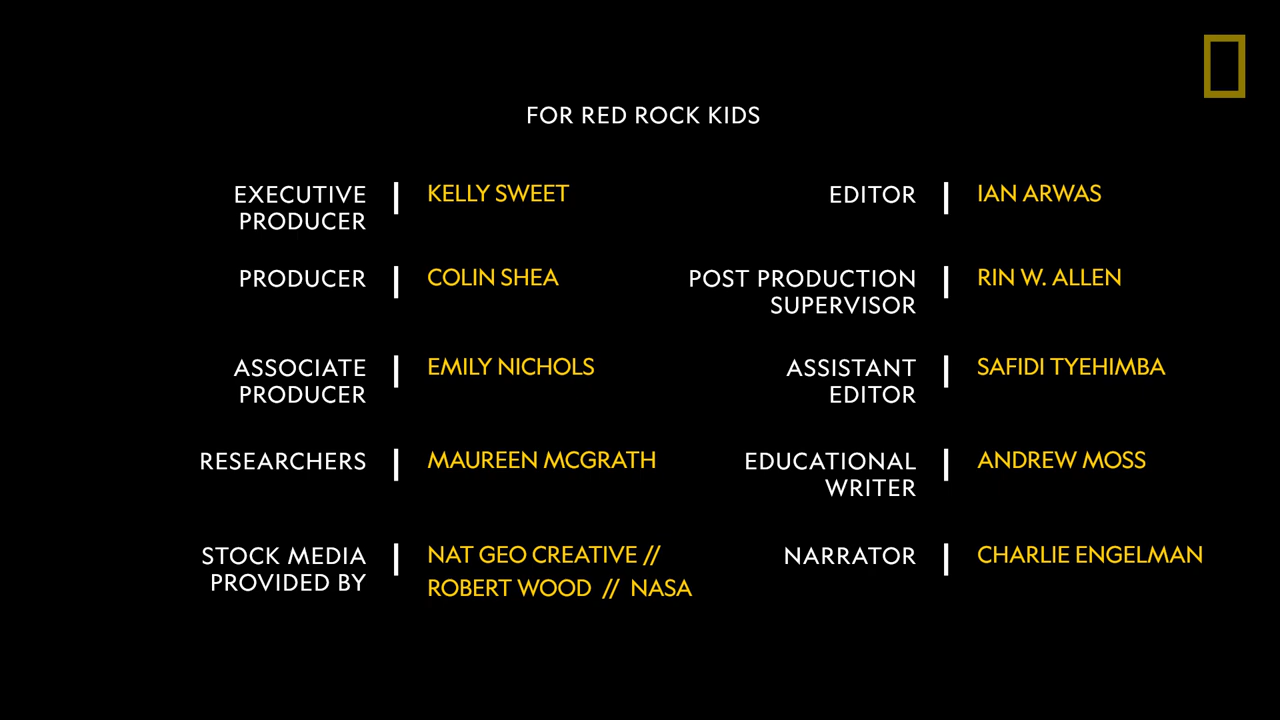 FOR RED ROCK KIDS
EXECUTIVE
PRODUCER
KELLY SWEET
PRODUCER
COLIN SHEA
ASSOCIATE
PRODUCER
EMILY NICHOLS
RESEARCHERS
MAUREEN MCGRATH
STOCK MEDIA
PROVIDED BY
NAT GEO CREATIVE //
ROBERT WOOD // NASA
EDITOR
IAN ARWAS
POST PRODUCTION
SUPERVISOR
RIN W. ALLEN
ASSISTANT
EDITOR
SAFIDI TYEHIMBA
EDUCATIONAL
WRITER
ANDREW MOSS
NARRATOR
CHARLIE ENGELMAN